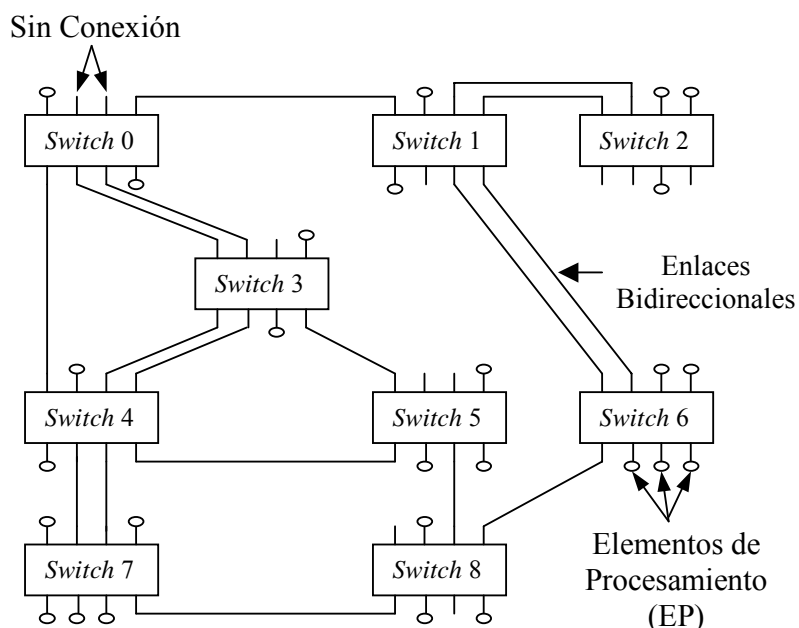 Sin Conexión
Switch 0
Switch 1
Switch 2
Switch 3
Enlaces
Bidireccionales
Switch 4
Switch 5
Switch 6
Switch 7
Switch 8
Elementos de
Procesamiento
(EP)